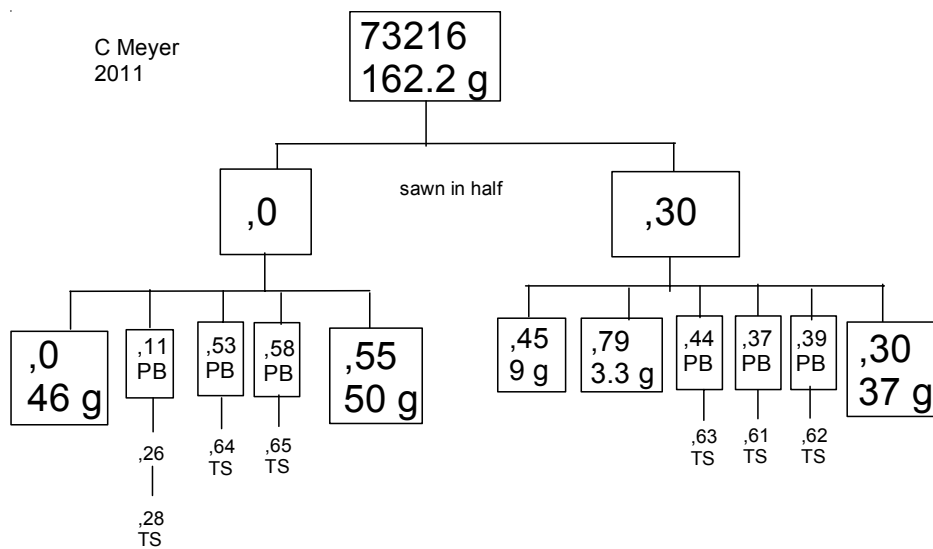 C Meyer
2011
73216
162.2 g
sawn in half
,0
,30
,0
46 g
,11
PB
,53
PB
,58
PB
,55
50 g
,45
9 g
,79
3.3 g
,44
PB
,37
PB
,39
PB
,30
37 g
,26
,28
TS
,64
TS
,65
TS
,63
TS
,61
TS
,62
TS